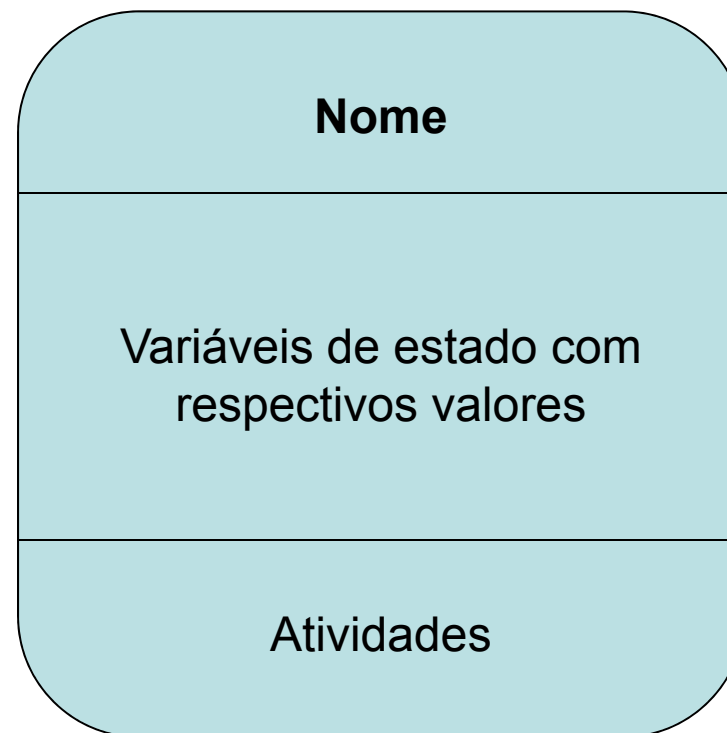 Nome
Variáveis de estado com
respectivos valores
Atividades